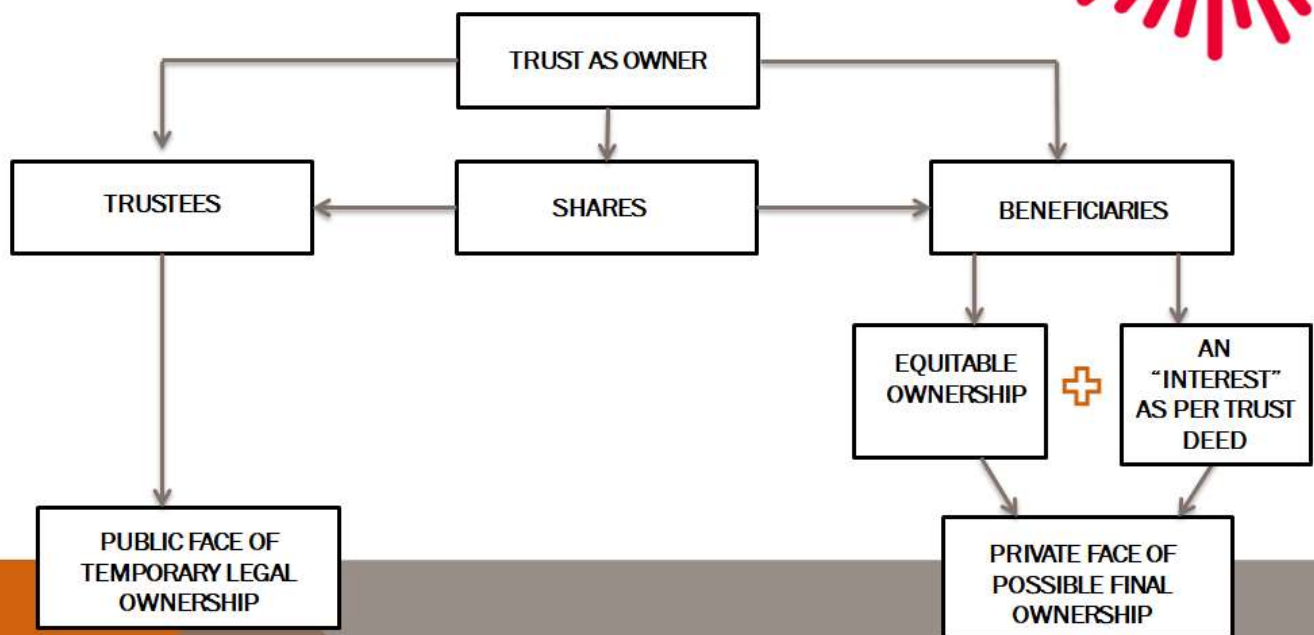 TRUST AS OWNER
TRUSTEES
SHARES
BENEFICIARIES
EQUITABLE
OWNERSHIP
AN
“INTEREST”
AS PER TRUST
DEED
PUBLIC FACE OF
TEMPORARY LEGAL
OWNERSHIP
PRIVATE FACE OF
POSSIBLE FINAL
OWNERSHIP